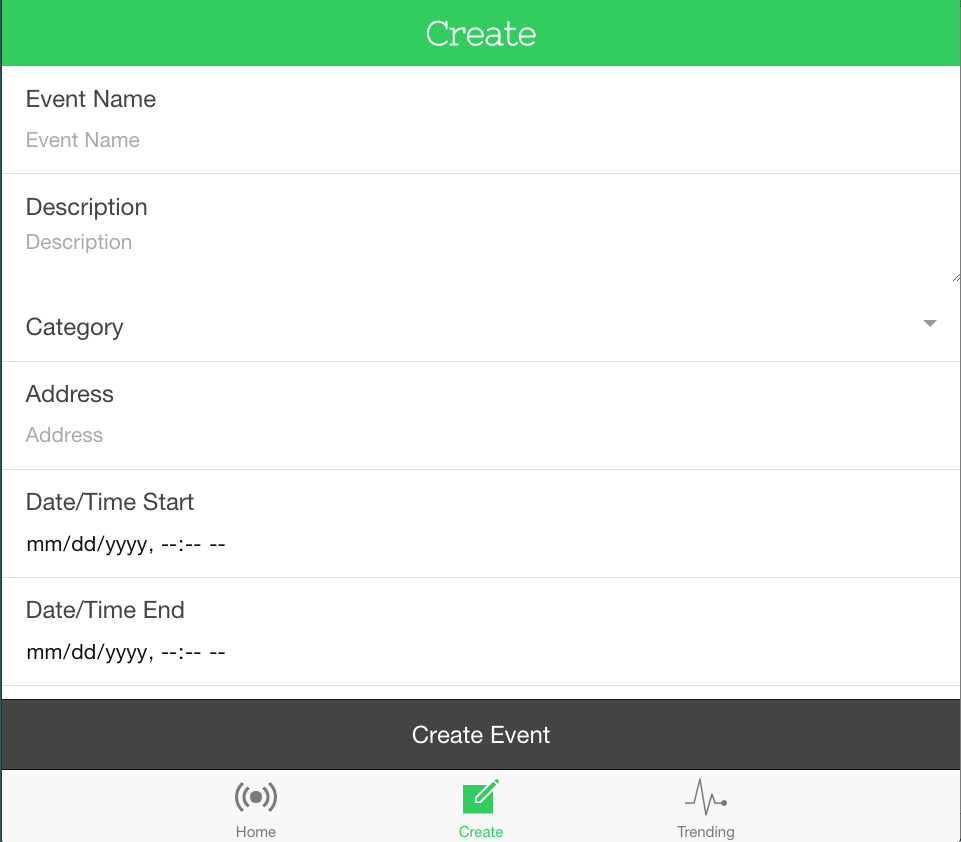 Create
Event Name
Event Name
Description
Description
Category
Address
Address
Date/Time Start
mm/dd/yyyy, --:-- --
Date/Time End
mm/dd/yyyy, --:-- --
Create Event
Home
Create
Trending